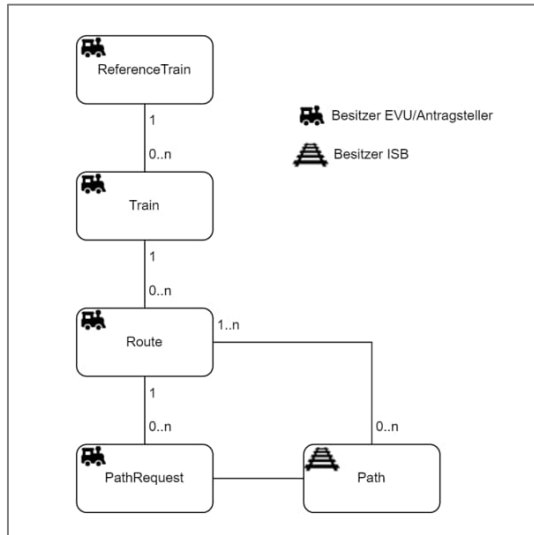 ReferenceTrain
1
Besitzer EVU/Antragsteller
0..n
Besitzer ISB
Train
1
0..n
Route
1..n
1
0..n
0..n
PathRequest
Path